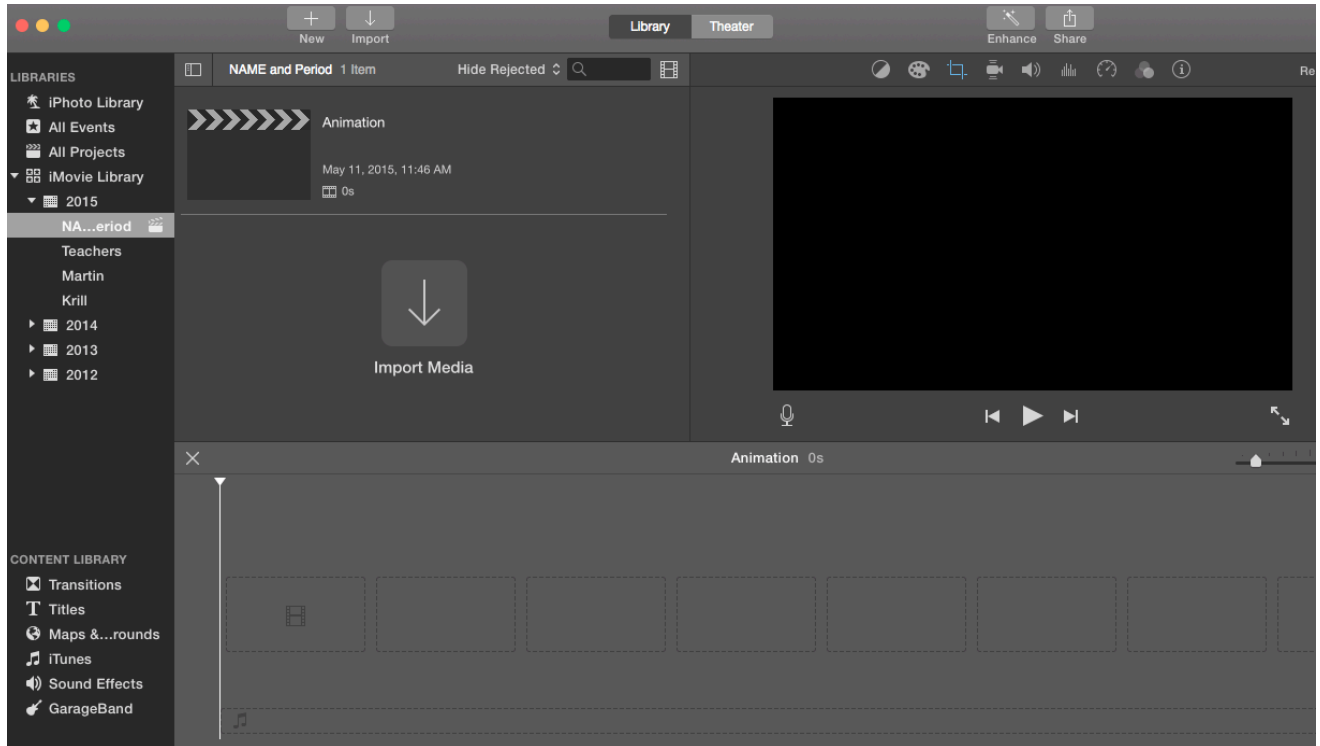 New Import
Library Theater
Enhance Share
LIBRARIES
iPhoto Library
All Events
All Projects
iMovie Library
2015
NA...eriod
Teachers
Martin
Krill
2014
2013
2012
CONTENT LIBRARY
Transitions
Titles
Maps &...rounds
iTunes
Sound Effects
GarageBand
NAME and Period 1 Item Hide Rejected
Animation
May 11, 2015, 11:46 AM
0s
Import Media
Re
Animation 0s